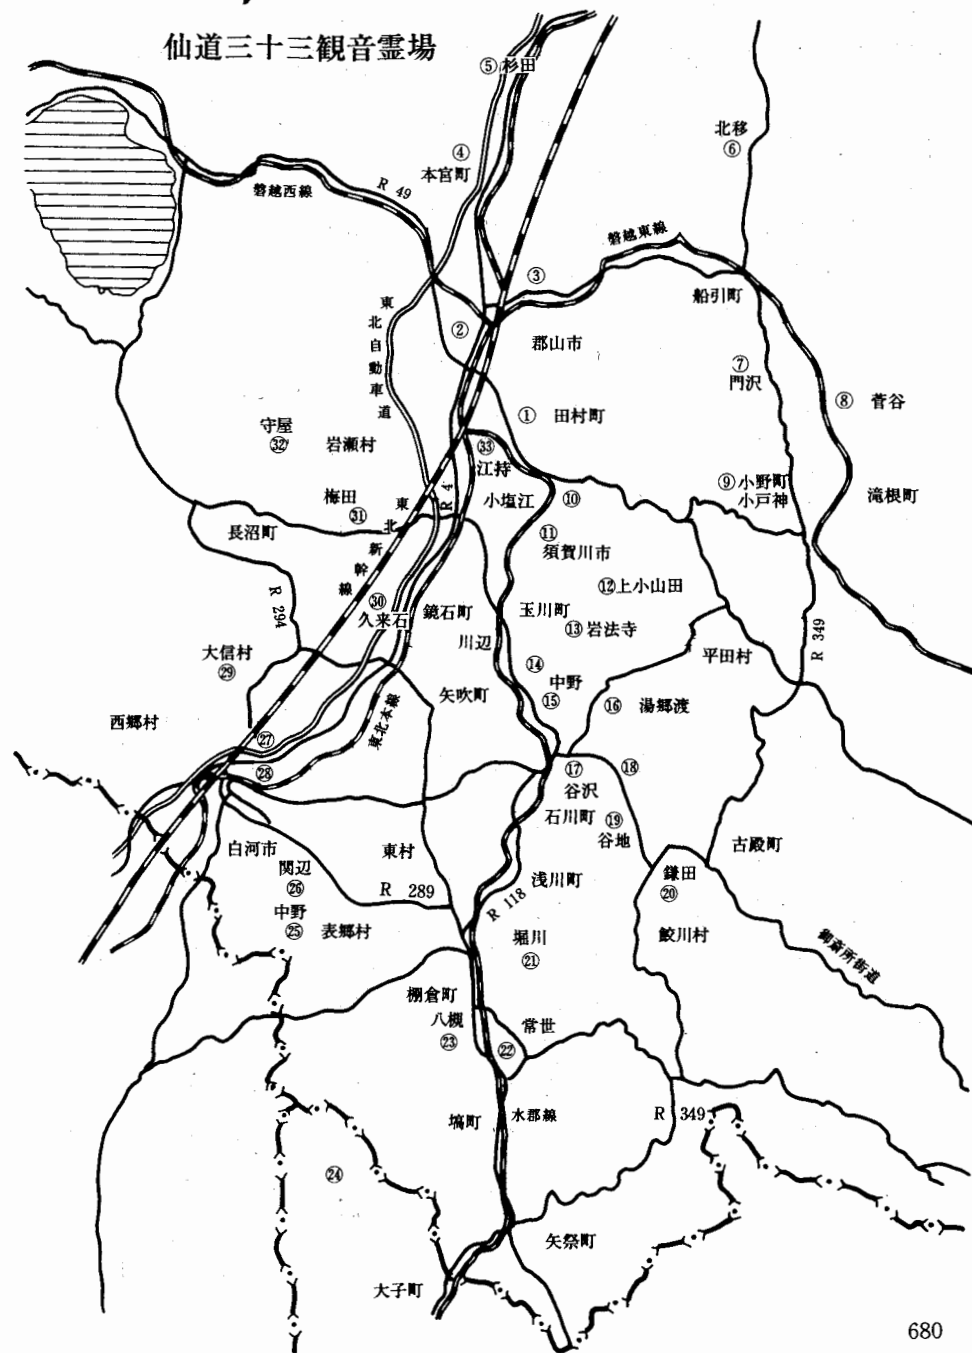 仙道三十三観音霊場
⑤ 杉田
④
本宮町
北移
⑥
R 49
磐越西線
磐越東線
③
船引町
東北自動車道
②
郡山市
⑦
門沢
⑧ 菅谷
① 田村町
守屋
㉜
岩瀬村
㉝
江持
⑨ 小野町
小戸神
梅田
㉛
R 4
小塩江
⑩
滝根町
長沼町
東北新幹線
⑪
須賀川市
⑫ 上小山田
R 294
㉚
久来石
鏡石町
玉川町
⑬ 岩法寺
R 349
川辺
大信村
㉙
⑭
中野
⑮
平田村
矢吹町
⑯ 湯郷渡
西郷村
東北本線
㉗
㉘
⑰
谷沢
⑱
石川町
⑲
谷地
白河市
東村
古殿町
関辺
㉖
R 289
浅川町
鎌田
⑳
中野
㉕
表郷村
R 118
堀川
㉑
鮫川村
御斎所街道
棚倉町
八槻
㉓
常世
㉒
塙町
水郡線
R 349
㉔
矢祭町
大子町
680